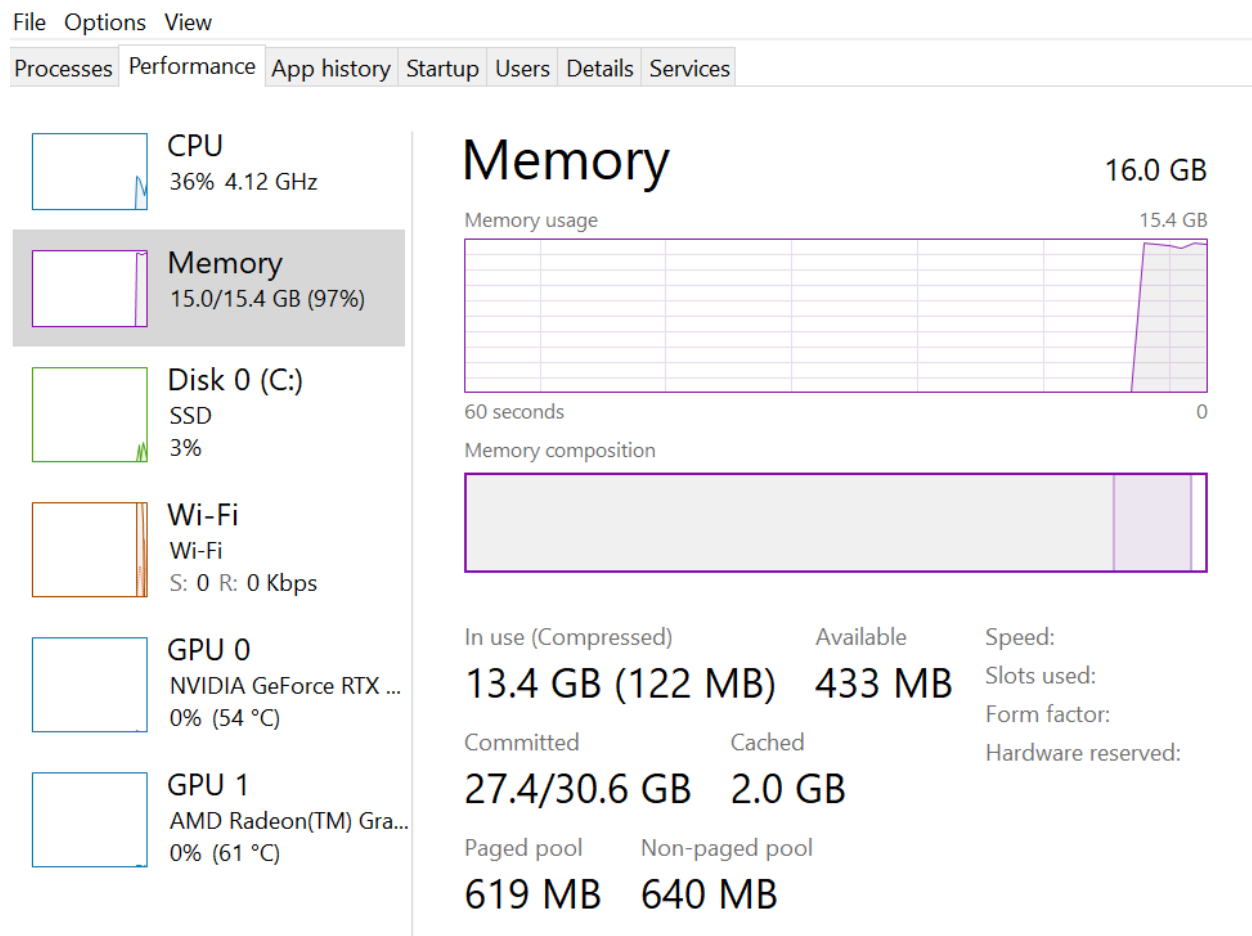 File Options View
Processes Performance App history Startup Users Details Services
CPU
36% 4.12 GHz
Memory
15.0/15.4 GB (97%)
Disk 0 (C:)
SSD
3%
Wi-Fi
Wi-Fi
S: 0 R: 0 Kbps
GPU 0
NVIDIA GeForce RTX ...
0% (54 °C)
GPU 1
AMD Radeon(TM) Gra...
0% (61 °C)
Memory 16.0 GB
Memory usage 15.4 GB
60 seconds 0
Memory composition
In use (Compressed) Available
13.4 GB (122 MB) 433 MB
Committed Cached
27.4/30.6 GB 2.0 GB
Paged pool Non-paged pool
619 MB 640 MB
Speed:
Slots used:
Form factor:
Hardware reserved: